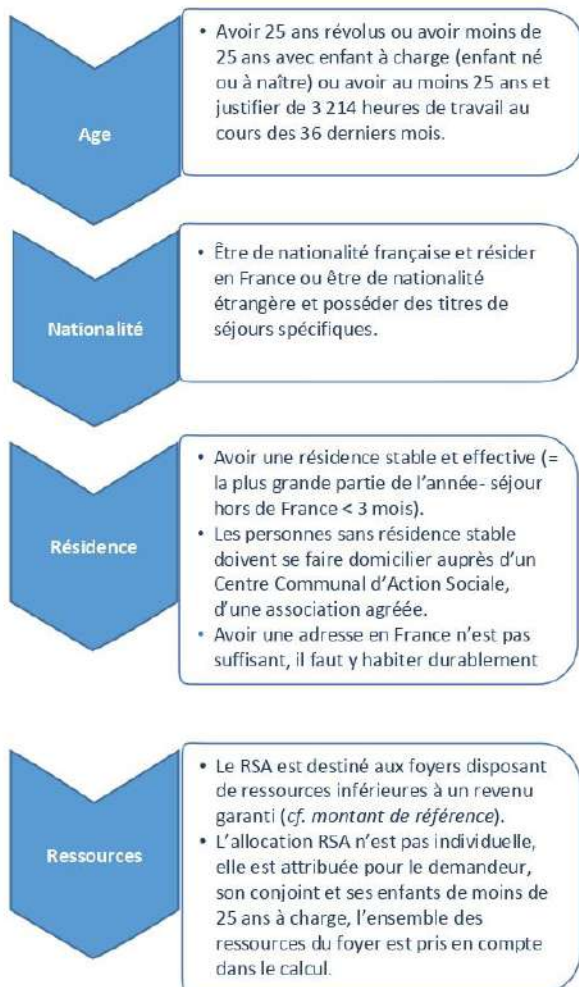 Age
• Avoir 25 ans révolus ou avoir moins de
25 ans avec enfant à charge (enfant né
ou à naître) ou avoir au moins 25 ans et
justifier de 3 214 heures de travail au
cours des 36 derniers mois.
Nationalité
• Être de nationalité française et résider
en France ou être de nationalité
étrangère et posséder des titres de
séjours spécifiques.
Résidence
• Avoir une résidence stable et effective (=
la plus grande partie de l'année- séjour
hors de France < 3 mois).
• Les personnes sans résidence stable
doivent se faire domicilier auprès d'un
Centre Communal d'Action Sociale,
d'une association agréée.
• Avoir une adresse en France n'est pas
suffisant, il faut y habiter durablement
Ressources
• Le RSA est destiné aux foyers disposant
de ressources inférieures à un revenu
garanti (cf. montant de référence).
• L'allocation RSA n'est pas individuelle,
elle est attribuée pour le demandeur,
son conjoint et ses enfants de moins de
25 ans à charge, l'ensemble des
ressources du foyer est pris en compte
dans le calcul.